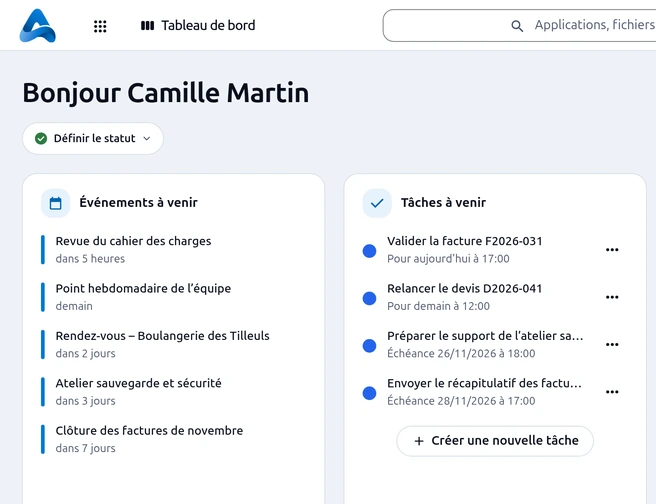 Tableau de bord
Applications, fichiers
Bonjour Camille Martin
Définir le statut
Événements à venir
Revue du cahier des charges
dans 5 heures
Point hebdomadaire de l’équipe
demain
Rendez-vous – Boulangerie des Tilleuls
dans 2 jours
Atelier sauvegarde et sécurité
dans 3 jours
Clôture des factures de novembre
dans 7 jours
Tâches à venir
Valider la facture F2026-031
Pour aujourd'hui à 17:00
Relancer le devis D2026-041
Pour demain à 12:00
Préparer le support de l’atelier sa…
Échéance 26/11/2026 à 18:00
Envoyer le récapitulatif des factu…
Échéance 28/11/2026 à 17:00
+ Créer une nouvelle tâche